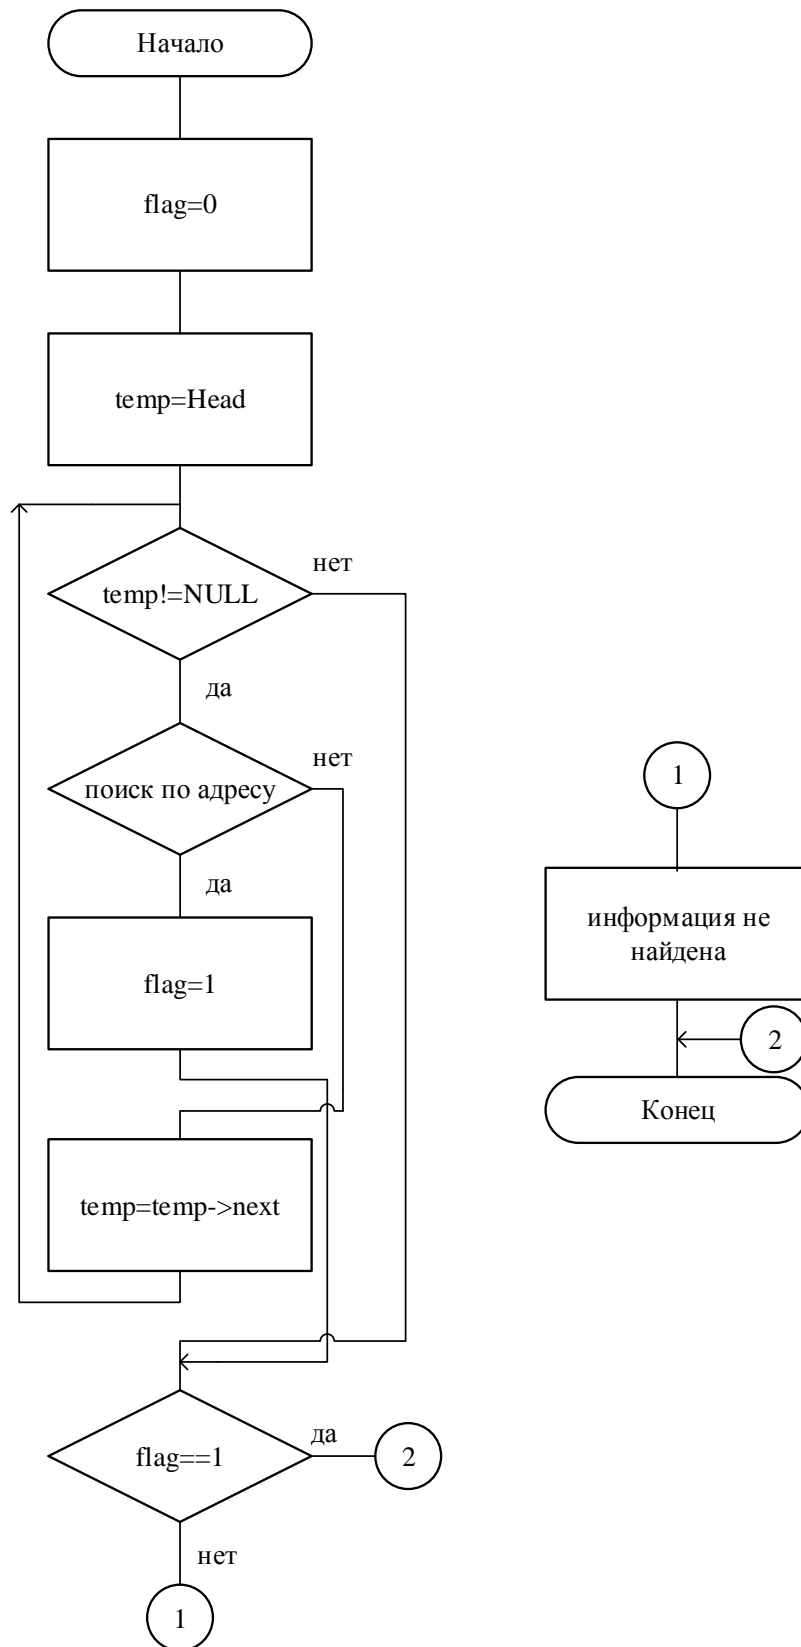 Начало
flag=0
temp=Head
temp!=NULL
нет
да
поиск по адресу
нет
да
flag=1
temp=temp->next
flag==1
да
2
нет
1
1
информация не
найдена
2
Конец